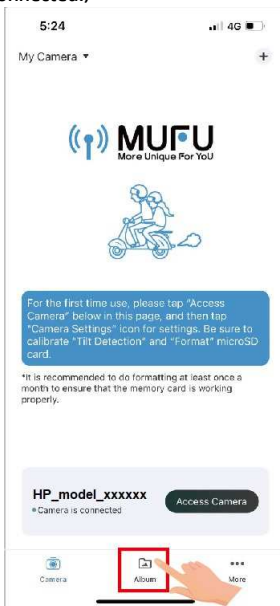 onnected.,
5:24
4G
My Camera
+
MUFU
More Unique For YoU
For the first time use, please tap "Access
Camera" below in this page, and then tap
"Camera Settings" icon for settings. Be sure to
calibrate "Tilt Detection" and "Format" microSD
card.
*It is recommended to do formatting at least once a
month to ensure that the memory card is working
properly.
HP_model_xxxxxx
Camera is connected
Access Camera
Camera
Album
More